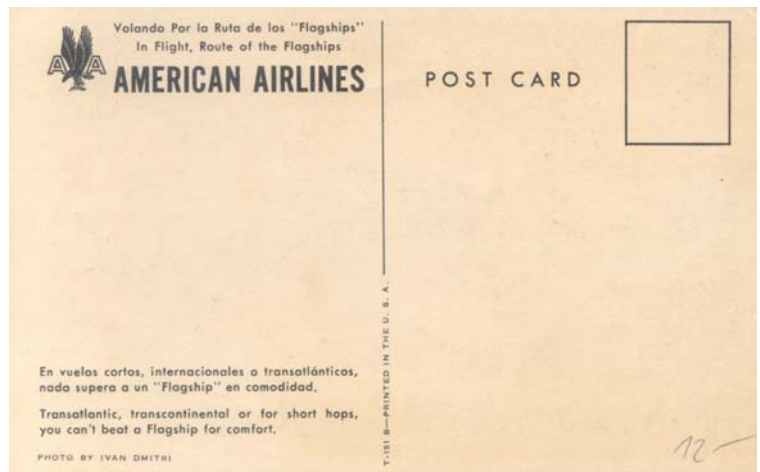 Volando Por la Ruta de los "Flagships"
In Flight, Route of the Flagships
A A
AMERICAN AIRLINES
POST CARD
En vuelos cortos, internacionales o transatlánticos,
nada supera a un "Flagship" en comodidad.
Transatlantic, transcontinental or for short hops,
you can't beat a Flagship for comfort.
PHOTO BY IVAN DMITRI
T-151 B—PRINTED IN THE U. S. A.
12-